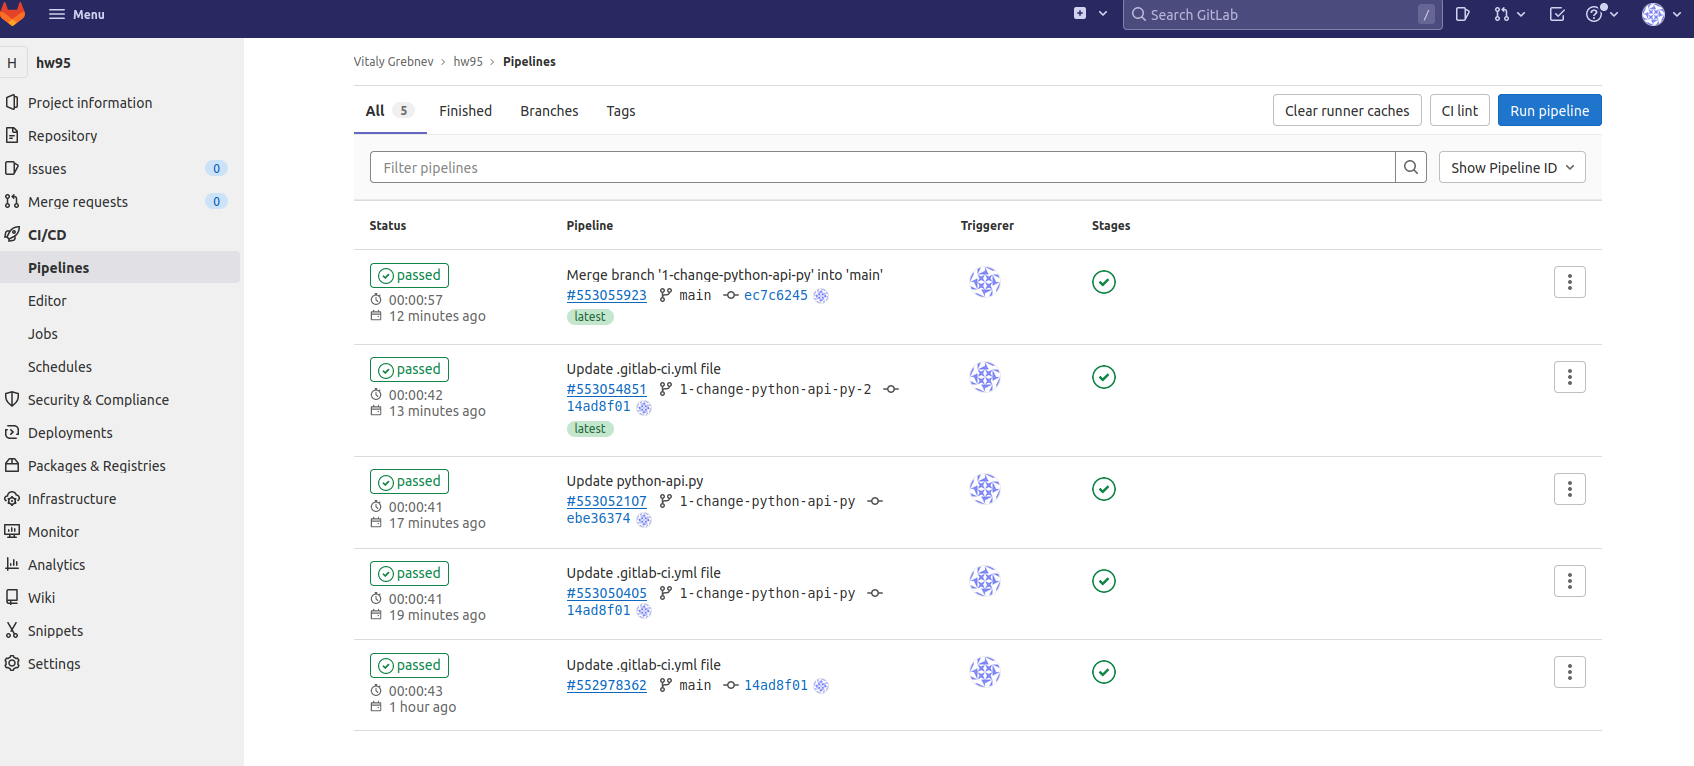 Menu
Search GitLab
/
H
hw95
Project information
Repository
Issues
0
Merge requests
0
CI/CD
Pipelines
Editor
Jobs
Schedules
Security & Compliance
Deployments
Packages & Registries
Infrastructure
Monitor
Analytics
Wiki
Snippets
Settings
Vitaly Grebnev › hw95 › Pipelines
All 5 Finished Branches Tags
Clear runner caches CI lint Run pipeline
Filter pipelines
Show Pipeline ID
Status Pipeline Triggerer Stages
passed
00:00:57
12 minutes ago
Merge branch '1-change-python-api-py' into 'main'
#553055923 main ec7c6245
latest
passed
00:00:42
13 minutes ago
Update .gitlab-ci.yml file
#553054851 1-change-python-api-py-2
14ad8f01
latest
passed
00:00:41
17 minutes ago
Update python-api.py
#553052107 1-change-python-api-py
ebe36374
passed
00:00:41
19 minutes ago
Update .gitlab-ci.yml file
#553050405 1-change-python-api-py
14ad8f01
passed
00:00:43
1 hour ago
Update .gitlab-ci.yml file
#552978362 main 14ad8f01